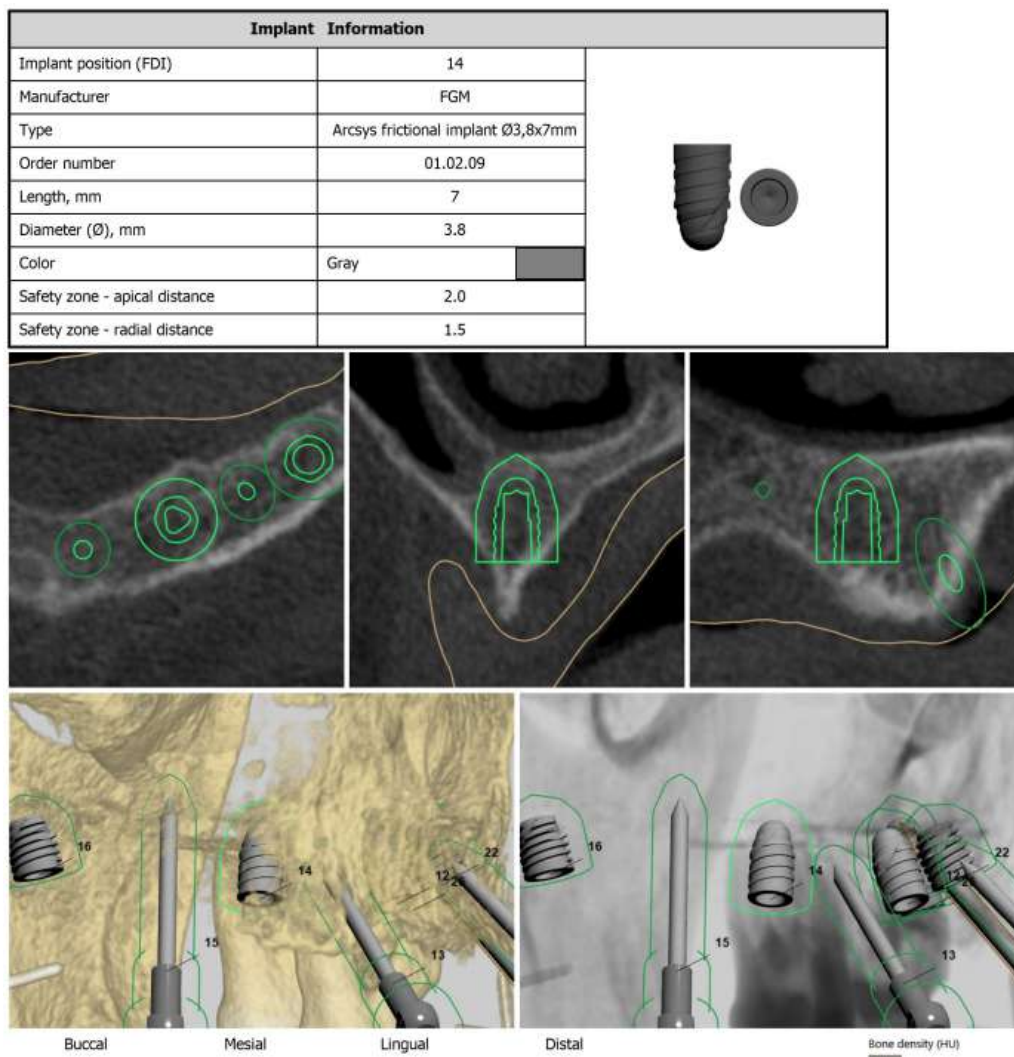 Implant Information
Implant position (FDI) 14
Manufacturer FGM
Type Arcsys frictional implant Ø3,8x7mm
Order number 01.02.09
Length, mm 7
Diameter (Ø), mm 3.8
Color Gray
Safety zone - apical distance 2.0
Safety zone - radial distance 1.5
16
14
15
22
12
13
16
14
15
22
12
13
Buccal Mesial Lingual Distal Bone density (HU)